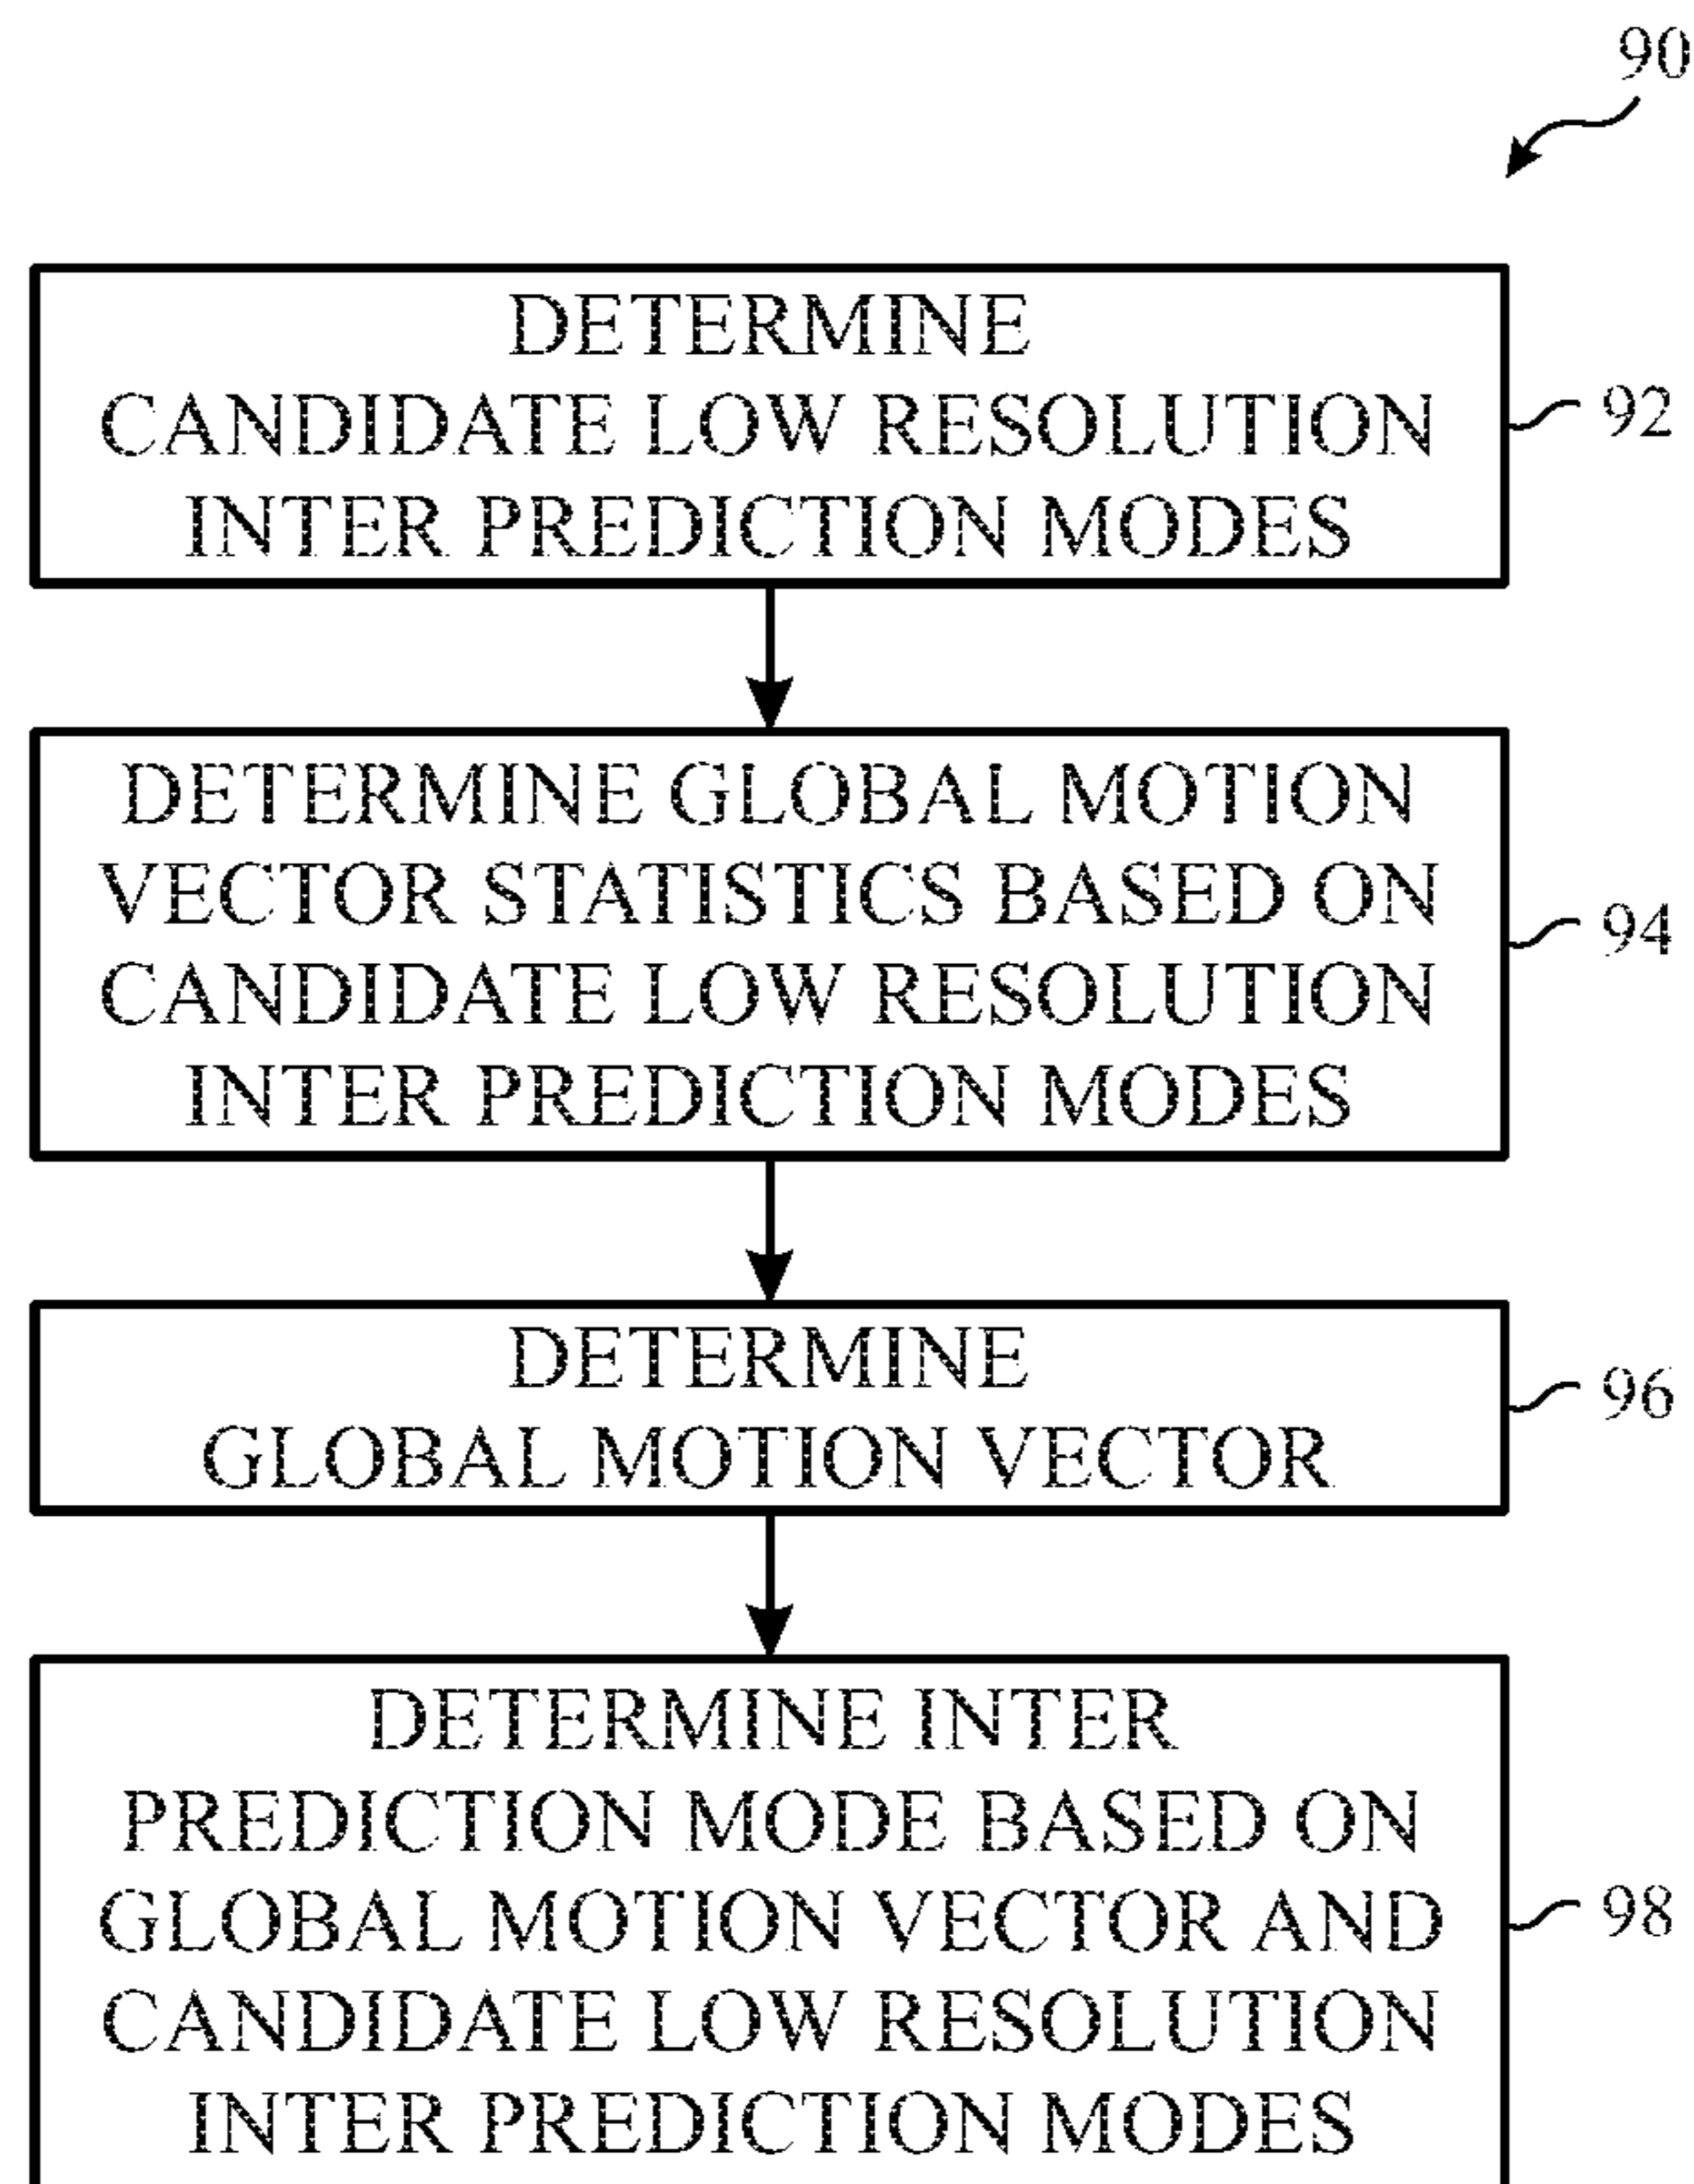 90
DETERMINE
CANDIDATE LOW RESOLUTION
INTER PREDICTION MODES
92
DETERMINE GLOBAL MOTION
VECTOR STATISTICS BASED ON
CANDIDATE LOW RESOLUTION
INTER PREDICTION MODES
94
DETERMINE
GLOBAL MOTION VECTOR
96
DETERMINE INTER
PREDICTION MODE BASED ON
GLOBAL MOTION VECTOR AND
CANDIDATE LOW RESOLUTION
INTER PREDICTION MODES
98